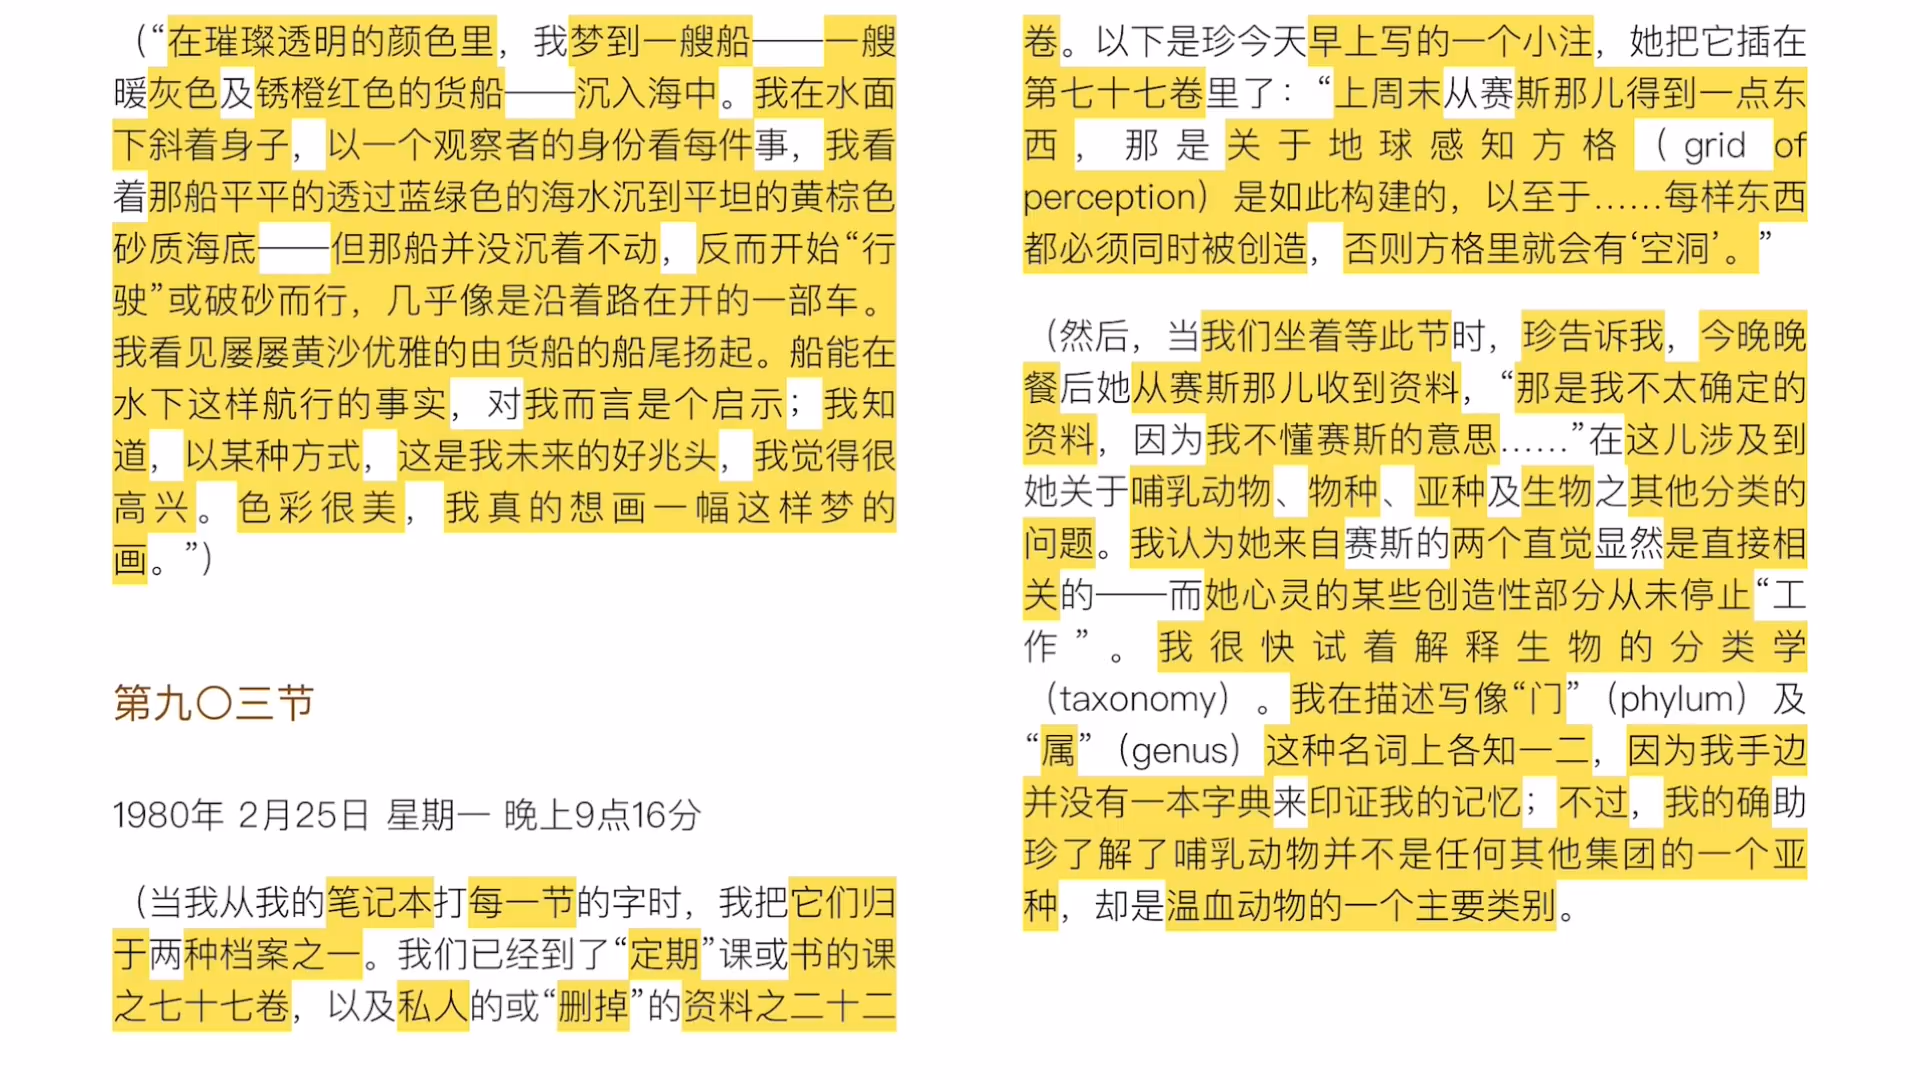 （“在璀璨透明的颜色里，我梦到一艘船——一艘
暖灰色及锈橙红色的货船——沉入海中。我在水面
下斜着身子，以一个观察者的身份看每件事，我看
着那船平平的透过蓝绿色的海水沉到平坦的黄棕色
砂质海底——但那船并没沉着不动，反而开始“行
驶”或破砂而行，几乎像是沿着路在开的一部车。
我看见屡屡黄沙优雅的由货船的船尾扬起。船能在
水下这样航行的事实，对我而言是个启示；我知
道，以某种方式，这是我未来的好兆头，我觉得很
高兴。色彩很美，我真的想画一幅这样梦的
画。”）
第九〇三节
1980年 2月25日 星期一 晚上9点16分
（当我从我的笔记本打每一节的字时，我把它们归
于两种档案之一。我们已经到了“定期”课或书的课
之七十七卷，以及私人的或“删掉”的资料之二十二
卷。以下是珍今天早上写的一个小注，她把它插在
第七十七卷里了：“上周末从赛斯那儿得到一点东
西，那是关于地球感知方格（grid of
perception）是如此构建的，以至于……每样东西
都必须同时被创造，否则方格里就会有‘空洞’。”
（然后，当我们坐着等此节时，珍告诉我，今晚晚
餐后她从赛斯那儿收到资料，“那是我不太确定的
资料，因为我不懂赛斯的意思……”在这儿涉及到
她关于哺乳动物、物种、亚种及生物之其他分类的
问题。我认为她来自赛斯的两个直觉显然是直接相
关的——而她心灵的某些创造性部分从未停止“工
作”。我很快试着解释生物的分类学
（taxonomy）。我在描述写像“门”（phylum）及
“属”（genus）这种名词上各知一二，因为我手边
并没有一本字典来印证我的记忆；不过，我的确助
珍了解了哺乳动物并不是任何其他集团的一个亚
种，却是温血动物的一个主要类别。